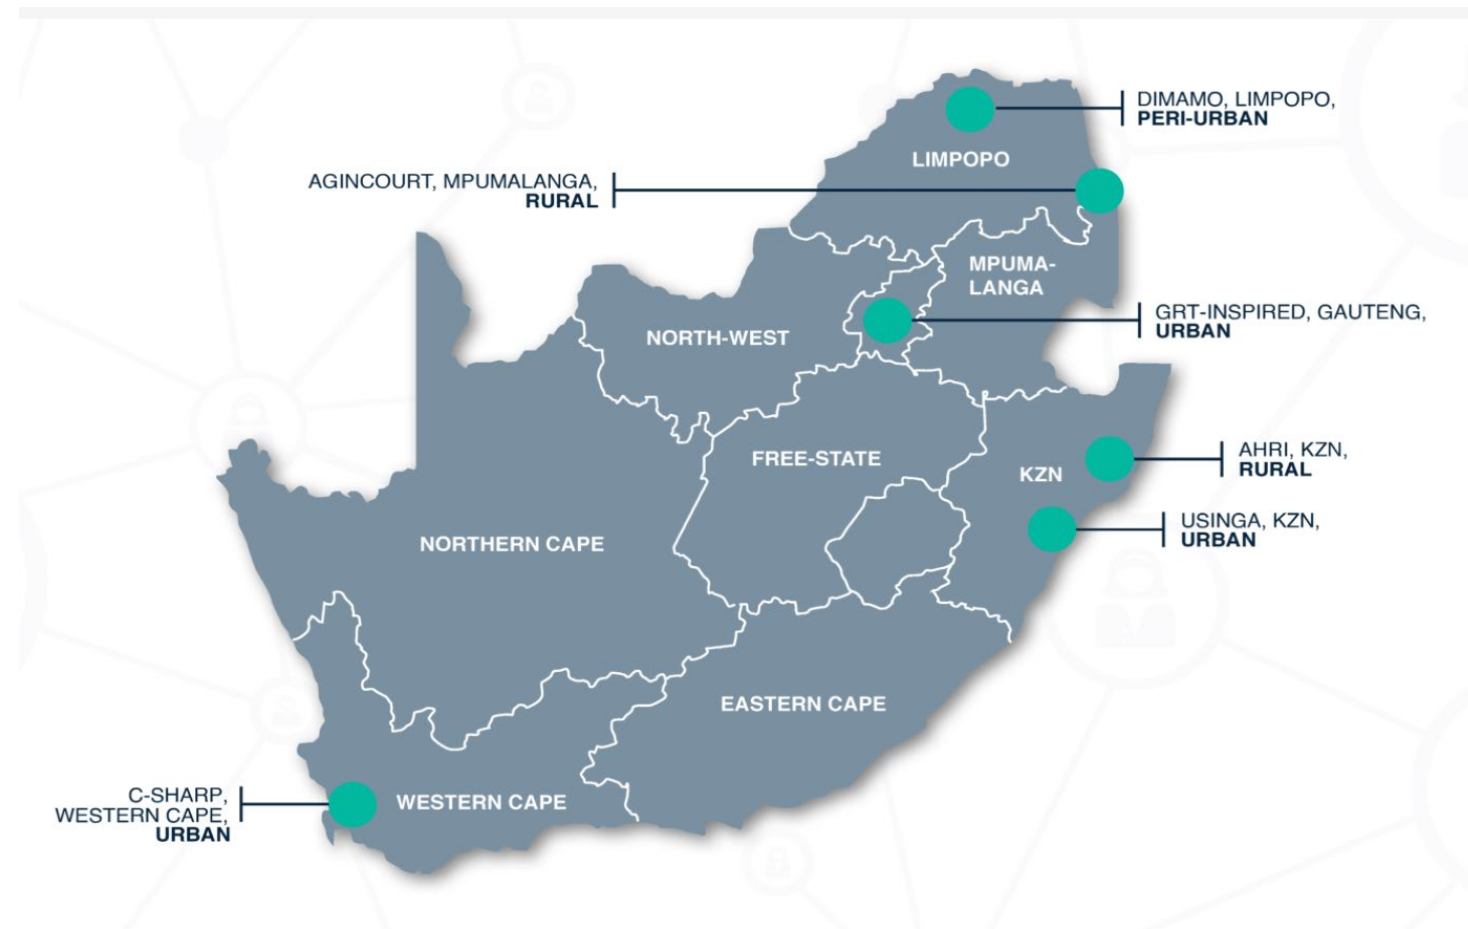 DIMAMO, LIMPOPO,
PERI-URBAN
LIMPOPO
AGINCOURT, MPUMALANGA,
RURAL
MPUMA-
LANGA
GRT-INSPIRED, GAUTENG,
URBAN
NORTH-WEST
FREE-STATE
KZN
AHRI, KZN,
RURAL
USINGA, KZN,
URBAN
NORTHERN CAPE
EASTERN CAPE
C-SHARP,
WESTERN CAPE,
URBAN
WESTERN CAPE